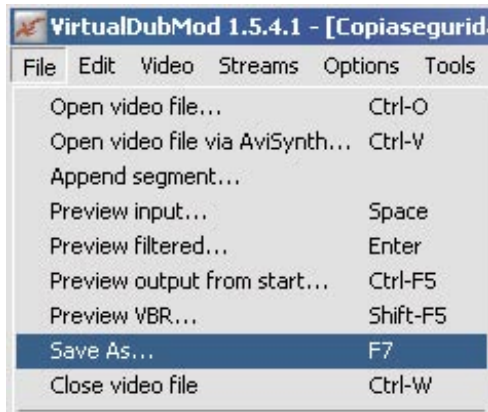 VirtualDubMod 1.5.4.1 - [Copiasegurid
File Edit Video Streams Options Tools
Open video file... Ctrl-O
Open video file via AviSynth... Ctrl-V
Append segment...
Preview input... Space
Preview filtered... Enter
Preview output from start... Ctrl-F5
Preview VBR... Shift-F5
Save As... F7
Close video file Ctrl-W